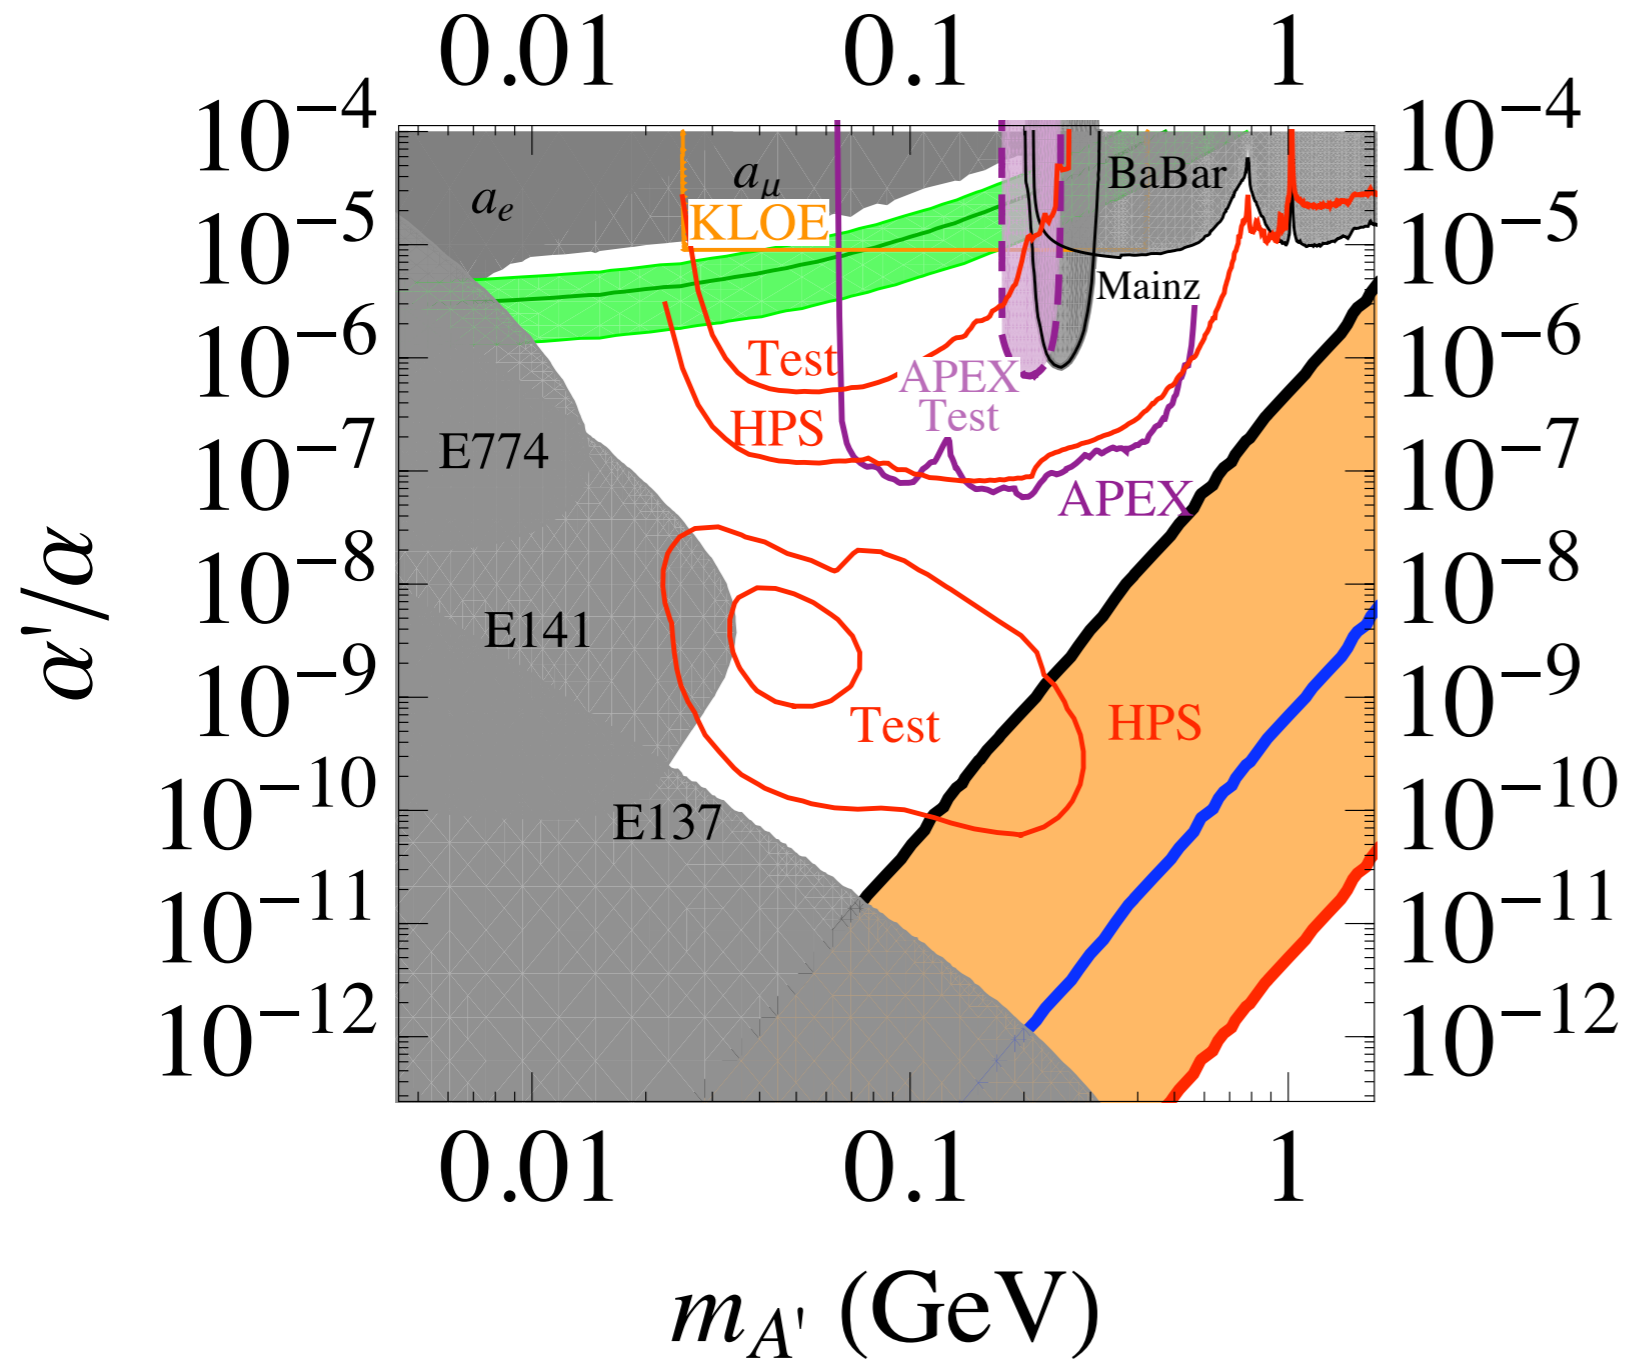 0.01 0.1 1
10⁻⁴ 10⁻⁴
a_e a_μ BaBar
10⁻⁵ KLOE 10⁻⁵
Mainz
10⁻⁶ 10⁻⁶
Test APEX
Test
HPS
10⁻⁷ 10⁻⁷
E774
APEX
10⁻⁸ 10⁻⁸
α'/α
E141
10⁻⁹ 10⁻⁹
Test HPS
10⁻¹⁰ 10⁻¹⁰
E137
10⁻¹¹ 10⁻¹¹
10⁻¹² 10⁻¹²
0.01 0.1 1
m_A' (GeV)